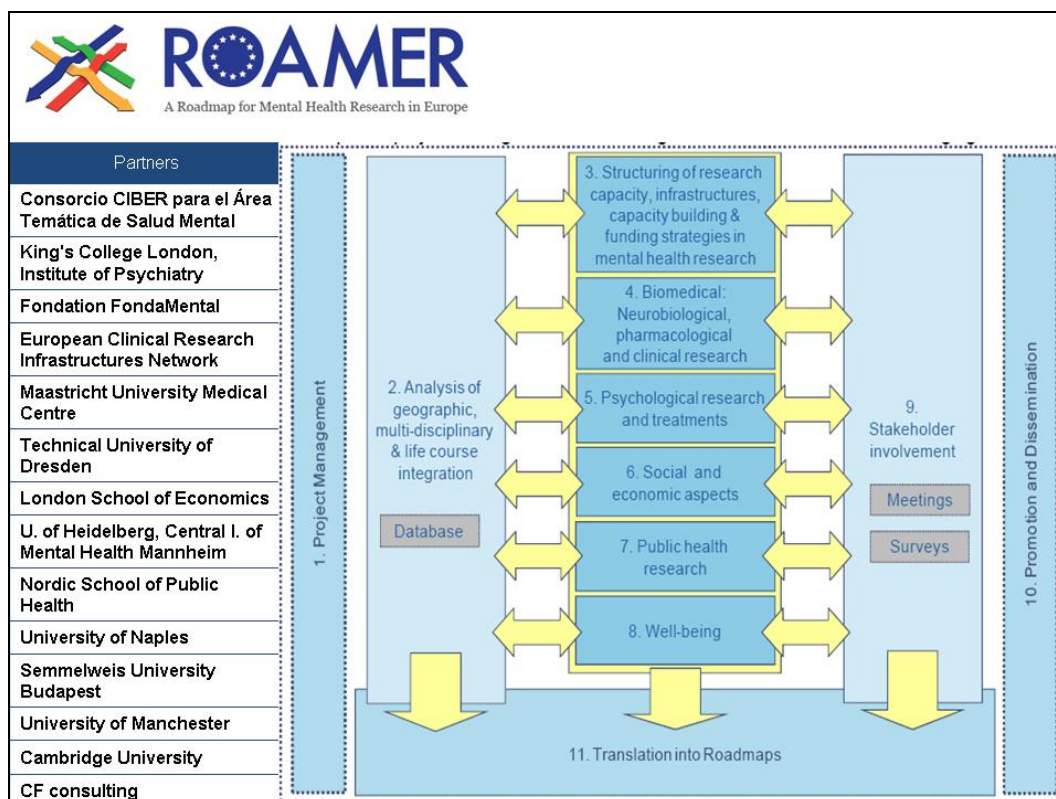 ROAMER
A Roadmap for Mental Health Research in Europe
Partners
Consorcio CIBER para el Área
Temática de Salud Mental
King's College London,
Institute of Psychiatry
Fondation FondaMental
European Clinical Research
Infrastructures Network
Maastricht University Medical
Centre
Technical University of
Dresden
London School of Economics
U. of Heidelberg, Central I. of
Mental Health Mannheim
Nordic School of Public
Health
University of Naples
Semmelweis University
Budapest
University of Manchester
Cambridge University
CF consulting
1. Project Management
2. Analysis of
geographic,
multi-disciplinary
& life course
integration
Database
3. Structuring of research
capacity, infrastructures,
capacity building &
funding strategies in
mental health research
4. Biomedical:
Neurobiological,
pharmacological
and clinical research
5. Psychological research
and treatments
6. Social and
economic aspects
7. Public health
research
8. Well-being
9.
Stakeholder
involvement
Meetings
Surveys
10. Promotion and Dissemination
11. Translation into Roadmaps